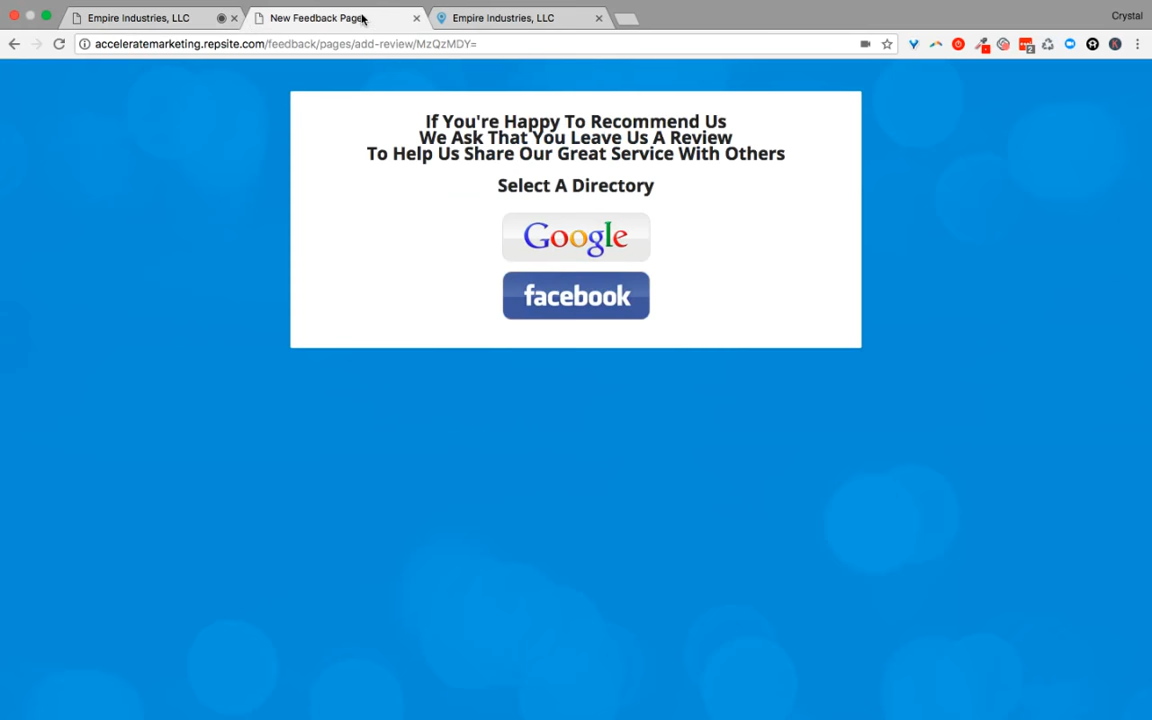 Empire Industries, LLC
New Feedback Page
Empire Industries, LLC
Crystal
acceleratemarketing.repsite.com/feedback/pages/add-review/MzQzMDY=
2
K
If You're Happy To Recommend Us
We Ask That You Leave Us A Review
To Help Us Share Our Great Service With Others
Select A Directory
Google
facebook